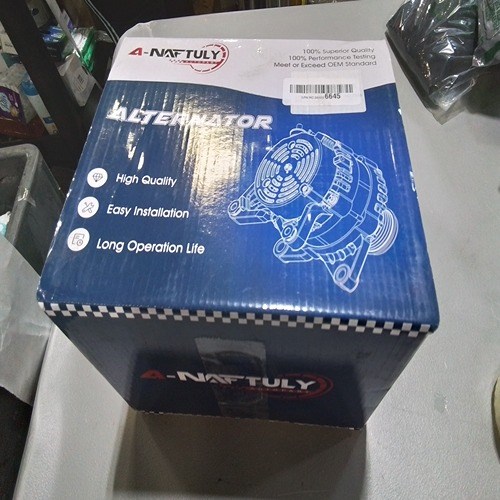 A-NAFTULY
100% Superior Quality
100% Performance Testing
Meet or Exceed OEM Standard
6645
ALTERNATOR
High Quality
Easy Installation
Long Operation Life
A-NAFTULY